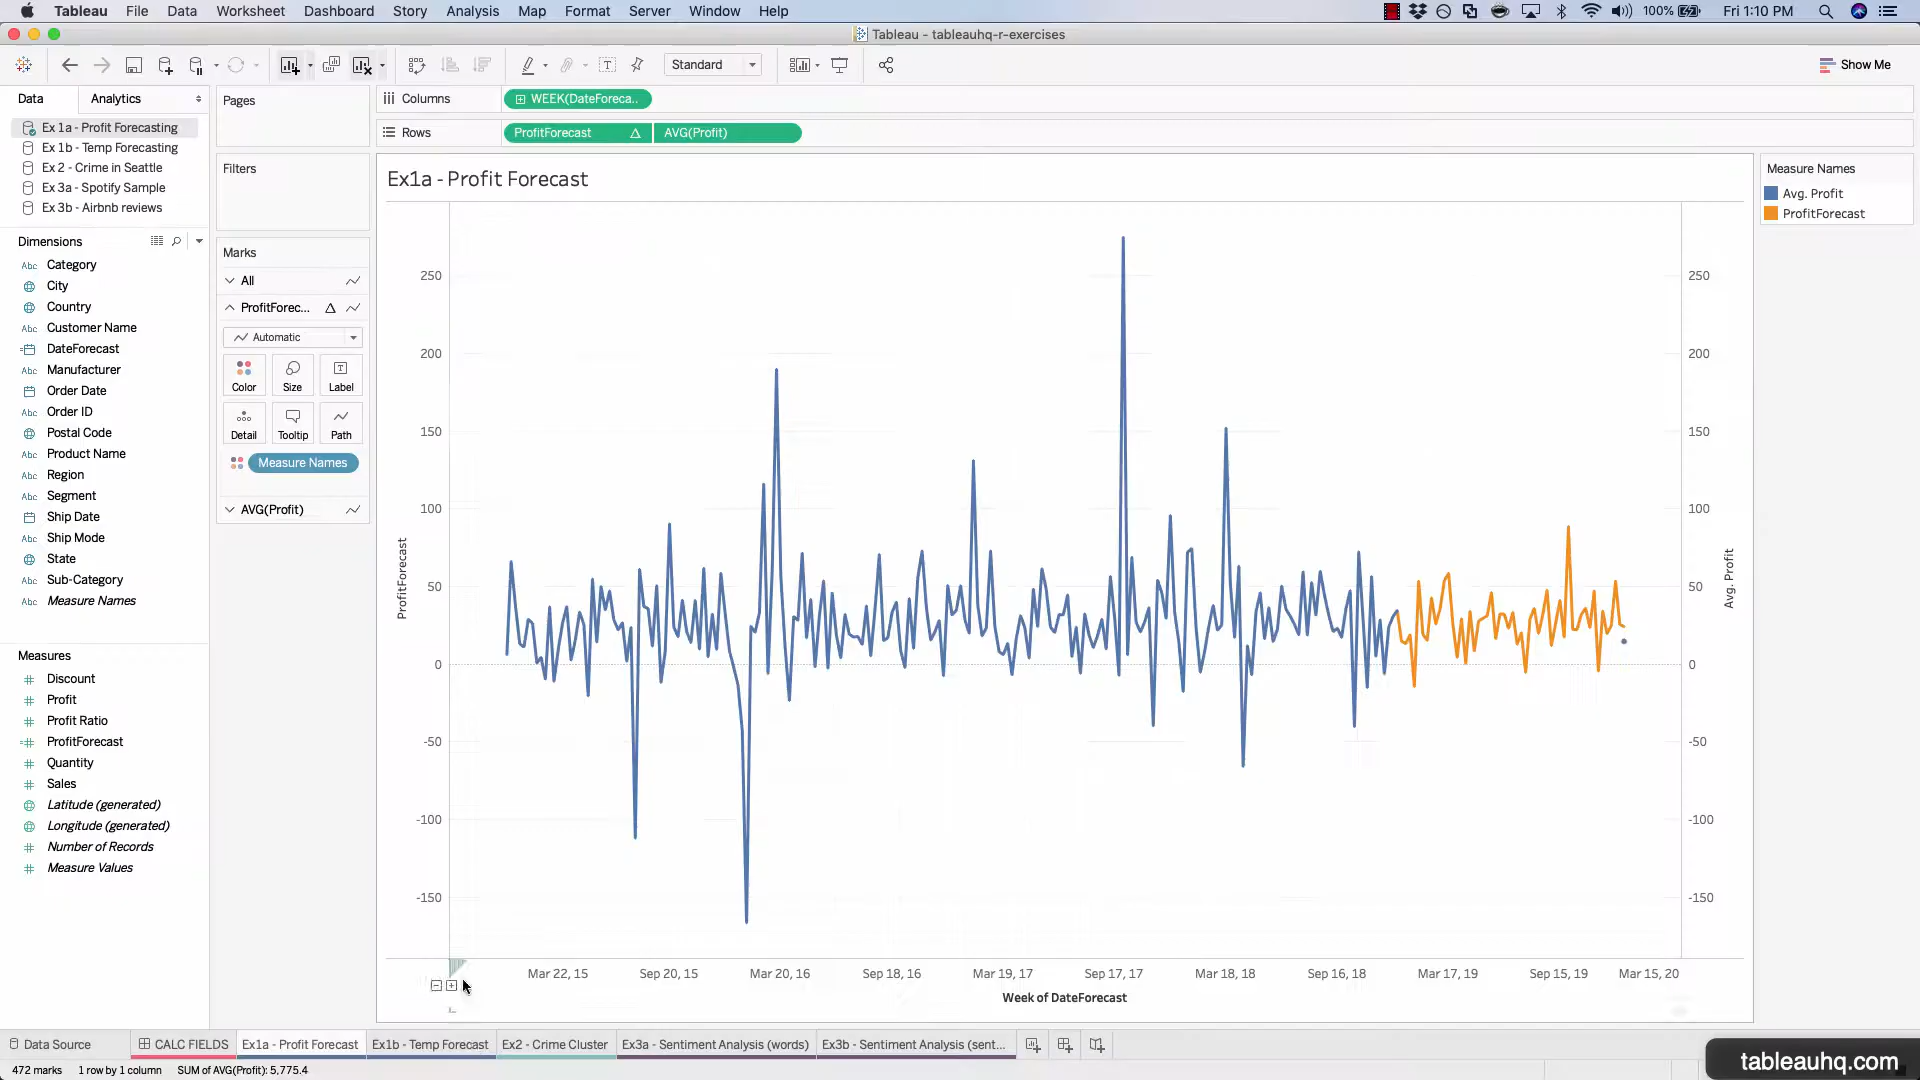 Tableau File Data Worksheet Dashboard Story Analysis Map Format Server Window Help 100% Fri 1:10 PM
Tableau - tableauhq-r-exercises
Standard Show Me
Data Analytics
Ex 1a - Profit Forecasting
Ex 1b - Temp Forecasting
Ex 2 - Crime in Seattle
Ex 3a - Spotify Sample
Ex 3b - Airbnb reviews
Dimensions
Abc Category
City
Country
Abc Customer Name
DateForecast
Abc Manufacturer
Order Date
Abc Order ID
Postal Code
Abc Product Name
Abc Region
Abc Segment
Ship Date
Abc Ship Mode
State
Abc Sub-Category
Abc Measure Names
Measures
# Discount
# Profit
# Profit Ratio
=# ProfitForecast
# Quantity
# Sales
Latitude (generated)
Longitude (generated)
# Number of Records
# Measure Values
Pages
Filters
Marks
All
ProfitForec...
Automatic
Color Size Label
Detail Tooltip Path
Measure Names
AVG(Profit)
Columns WEEK(DateForeca..
Rows ProfitForecast AVG(Profit)
Ex1a - Profit Forecast
ProfitForecast
250
200
150
100
50
0
-50
-100
-150
250
200
150
100
50
0
-50
-100
-150
Avg. Profit
Mar 22, 15 Sep 20, 15 Mar 20, 16 Sep 18, 16 Mar 19, 17 Sep 17, 17 Mar 18, 18 Sep 16, 18 Mar 17, 19 Sep 15, 19 Mar 15, 20
Week of DateForecast
Measure Names
Avg. Profit
ProfitForecast
Data Source CALC FIELDS Ex1a - Profit Forecast Ex1b - Temp Forecast Ex2 - Crime Cluster Ex3a - Sentiment Analysis (words) Ex3b - Sentiment Analysis (sent...
472 marks 1 row by 1 column SUM of AVG(Profit): 5,775.4
tableauhq.com